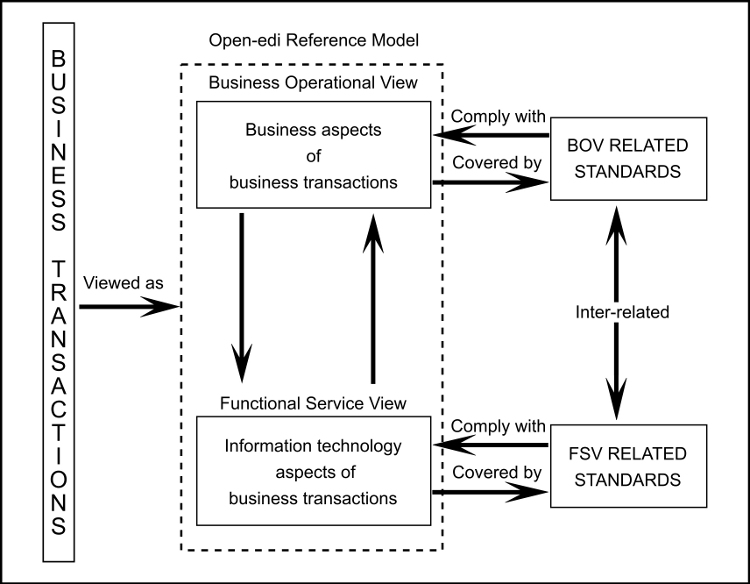 BUSINESS TRANSACTIONS
Open-edi Reference Model
Business Operational View
Business aspects
of
business transactions
Comply with
Covered by
BOV RELATED
STANDARDS
Viewed as
Inter-related
Functional Service View
Information technology
aspects of
business transactions
Comply with
Covered by
FSV RELATED
STANDARDS